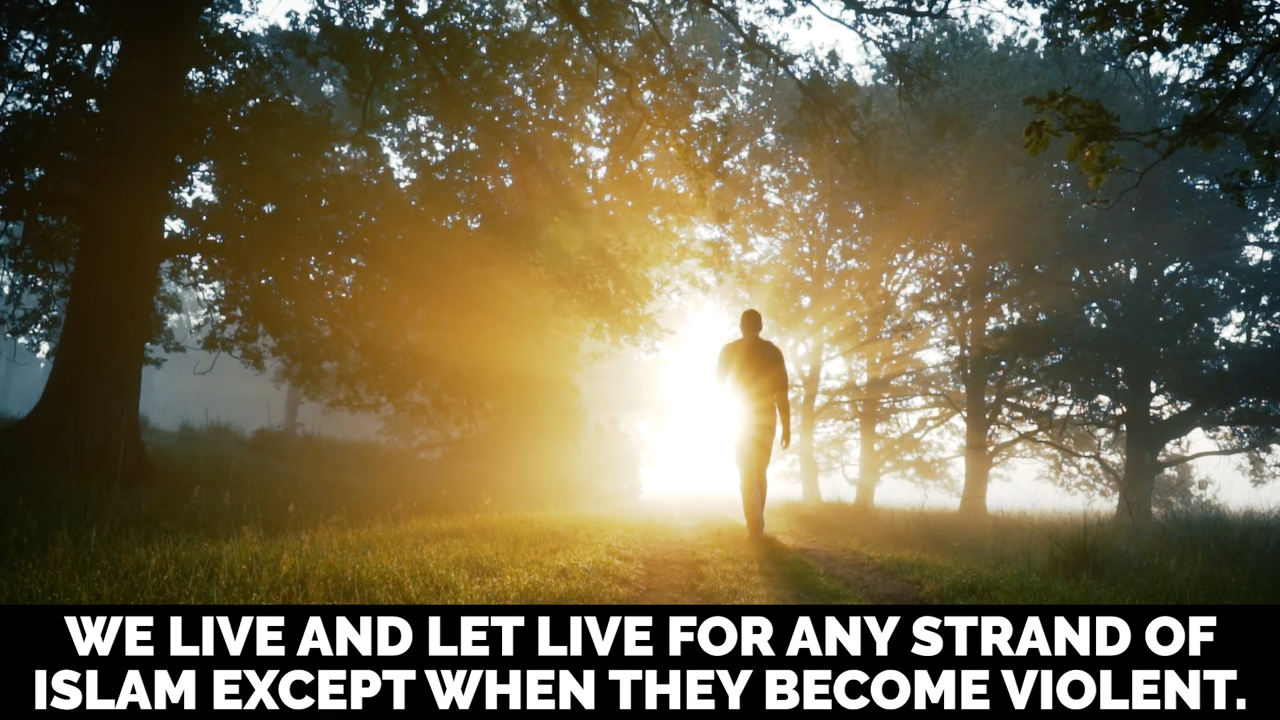 WE LIVE AND LET LIVE FOR ANY STRAND OF
ISLAM EXCEPT WHEN THEY BECOME VIOLENT.